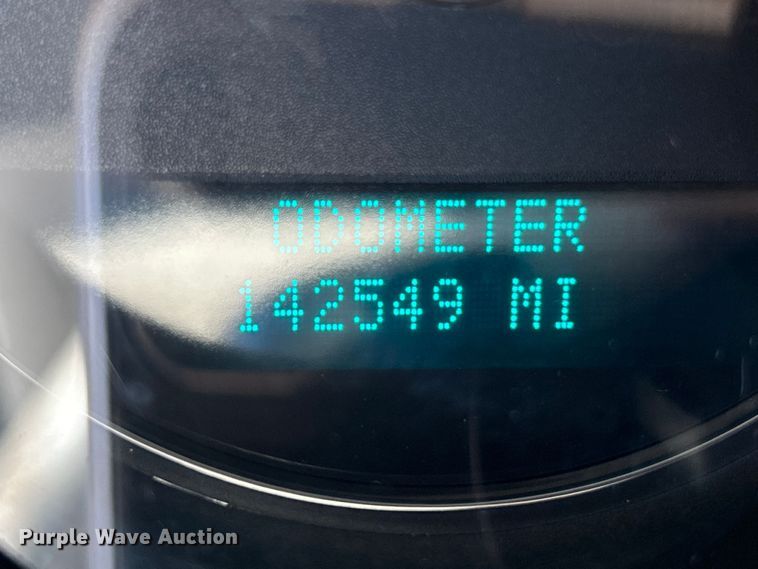 ODOMETER
142549 MI
Purple Wave Auction